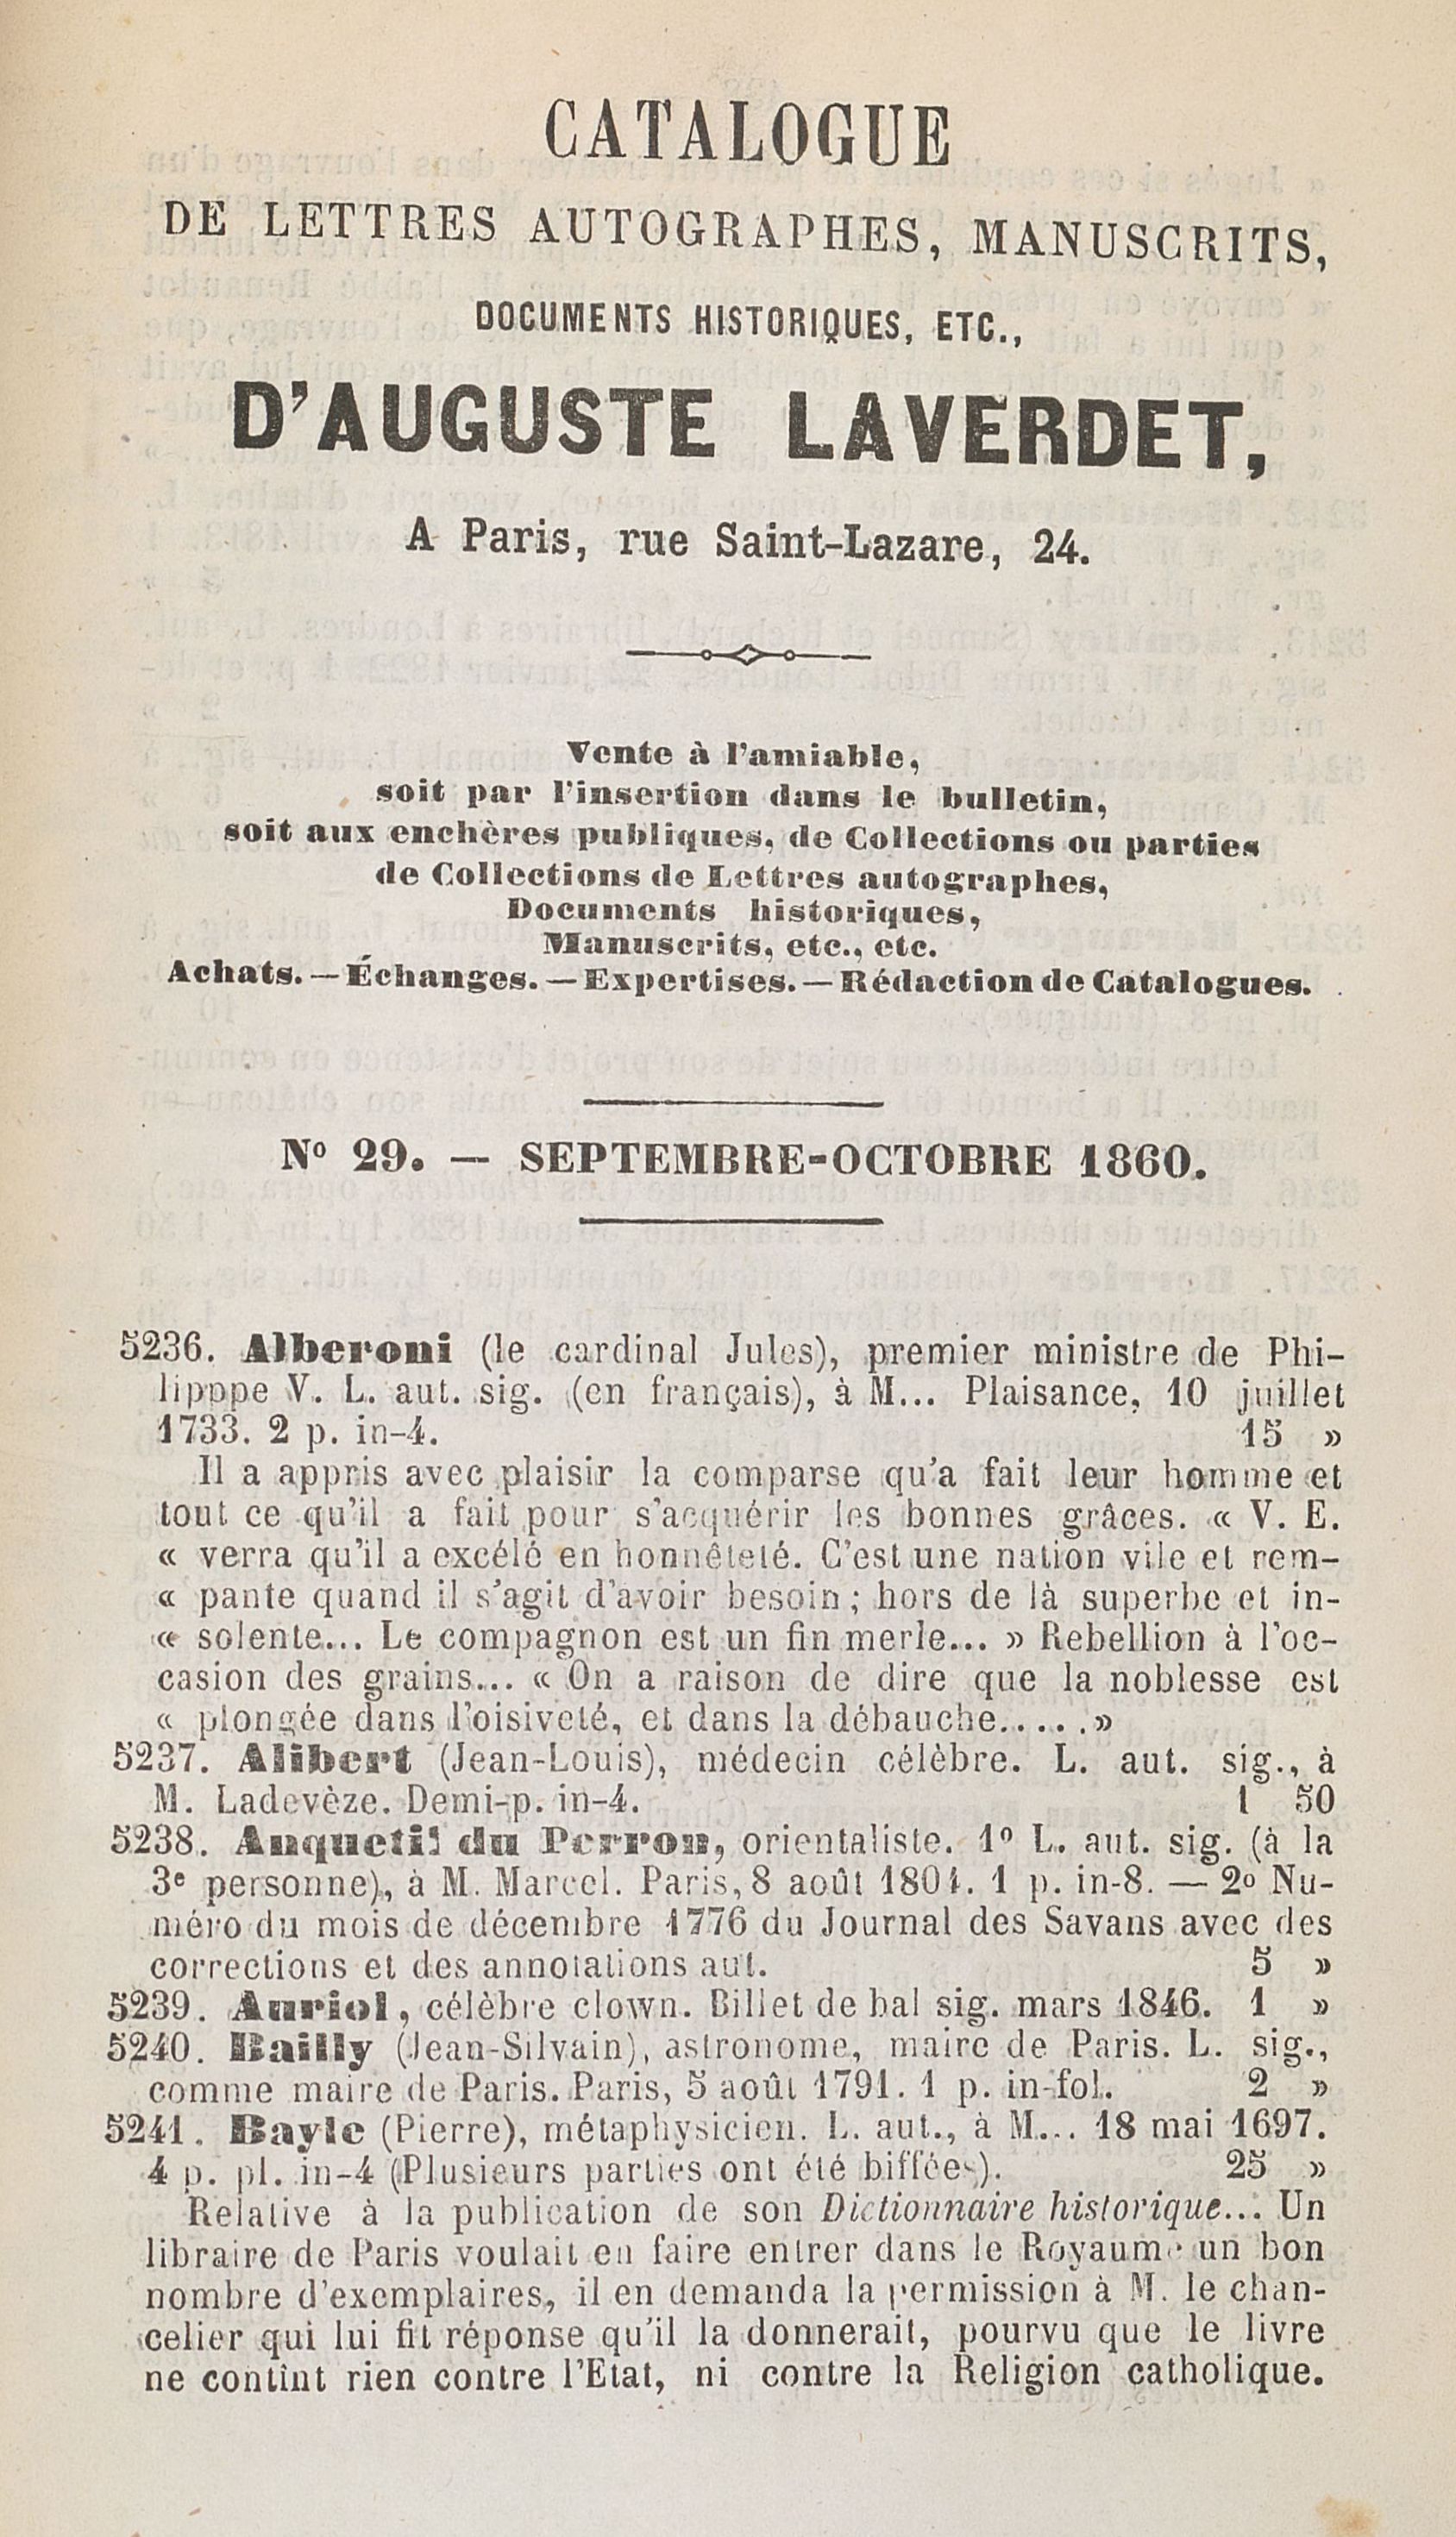 CATALOGUE
DE LETTRES AUTOGRAPHES, MANUSCRITS,
DOCUMENTS HISTORIQUES, ETC.,
D'AUGUSTE LAVERDET,
A Paris, rue Saint-Lazare, 24.
Vente à l'amiable,
soit par l'insertion dans le bulletin,
soit aux enchères publiques, de Collections ou parties
de Collections de Lettres autographes,
Documents historiques,
Manuscrits, etc., etc.
Achats. — Échanges. — Expertises. — Rédaction de Catalogues.
Nº 29. — SEPTEMBRE-OCTOBRE 1860.
5236. Alberoni (le cardinal Jules), premier ministre de Phi-
lipppe V. L. aut. sig. (en français), à M... Plaisance, 10 juillet
1733. 2 p. in-4. 15 »
Il a appris avec plaisir la comparse qu'a fait leur homme et
tout ce qu'il a fait pour s'acquérir les bonnes grâces. « V. E.
« verra qu'il a excélé en honnêteté. C'est une nation vile et rem-
« pante quand il s'agit d'avoir besoin ; hors de là superbe et in-
« solente... Le compagnon est un fin merle... » Rebellion à l'oc-
casion des grains... « On a raison de dire que la noblesse est
« plongée dans l'oisiveté, et dans la débauche..... »
5237. Alibert (Jean-Louis), médecin célèbre. L. aut. sig., à
M. Ladevèze. Demi-p. in-4. 1 50
5238. Anquetil du Perron, orientaliste. 1º L. aut. sig. (à la
3e personne), à M. Marcel. Paris, 8 août 1804. 1 p. in-8. — 2º Nu-
méro du mois de décembre 1776 du Journal des Savans avec des
corrections et des annotations aut. 5 »
5239. Auriol, célèbre clown. Billet de bal sig. mars 1846. 1 »
5240. Bailly (Jean-Silvain), astronome, maire de Paris. L. sig.,
comme maire de Paris. Paris, 5 août 1791. 1 p. in-fol. 2 »
5241. Bayle (Pierre), métaphysicien. L. aut., à M... 18 mai 1697.
4 p. pl. in-4 (Plusieurs parties ont été biffées). 25 »
Relative à la publication de son Dictionnaire historique... Un
libraire de Paris voulait en faire entrer dans le Royaume un bon
nombre d'exemplaires, il en demanda la permission à M. le chan-
celier qui lui fit réponse qu'il la donnerait, pourvu que le livre
ne contînt rien contre l'Etat, ni contre la Religion catholique.